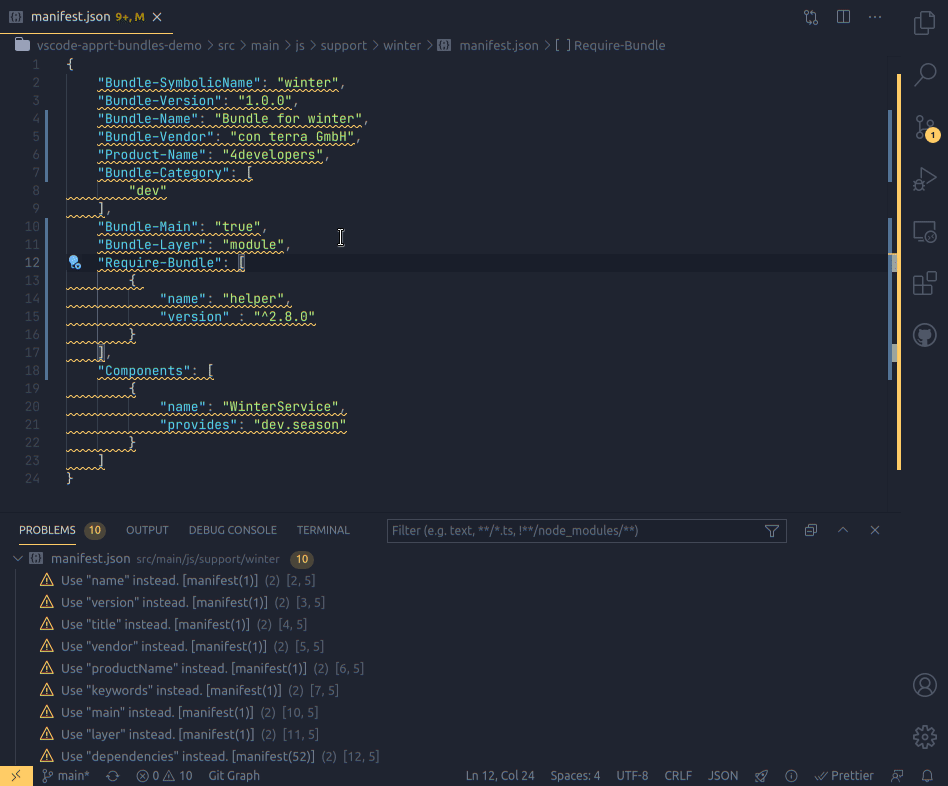 manifest.json 9+, M
vscode-apprt-bundles-demo > src > main > js > support > winter > manifest.json > [ ] Require-Bundle
1 {
2 "Bundle-SymbolicName": "winter",
3 "Bundle-Version": "1.0.0",
4 "Bundle-Name": "Bundle for winter",
5 "Bundle-Vendor": "con terra GmbH",
6 "Product-Name": "4developers",
7 "Bundle-Category": [
8 "dev"
9 ],
10 "Bundle-Main": "true",
11 "Bundle-Layer": "module",
12 "Require-Bundle": [
13 {
14 "name": "helper",
15 "version" : "^2.8.0"
16 }
17 ],
18 "Components": [
19 {
20 "name": "WinterService",
21 "provides": "dev.season"
22 }
23 ]
24 }
1
PROBLEMS 10 OUTPUT DEBUG CONSOLE TERMINAL Filter (e.g. text, **/*.ts, !**/node_modules/**)
manifest.json src/main/js/support/winter 10
Use "name" instead. [manifest(1)] (2) [2, 5]
Use "version" instead. [manifest(1)] (2) [3, 5]
Use "title" instead. [manifest(1)] (2) [4, 5]
Use "vendor" instead. [manifest(1)] (2) [5, 5]
Use "productName" instead. [manifest(1)] (2) [6, 5]
Use "keywords" instead. [manifest(1)] (2) [7, 5]
Use "main" instead. [manifest(1)] (2) [10, 5]
Use "layer" instead. [manifest(1)] (2) [11, 5]
Use "dependencies" instead. [manifest(52)] (2) [12, 5]
main* 0 10 Git Graph Ln 12, Col 24 Spaces: 4 UTF-8 CRLF JSON Prettier